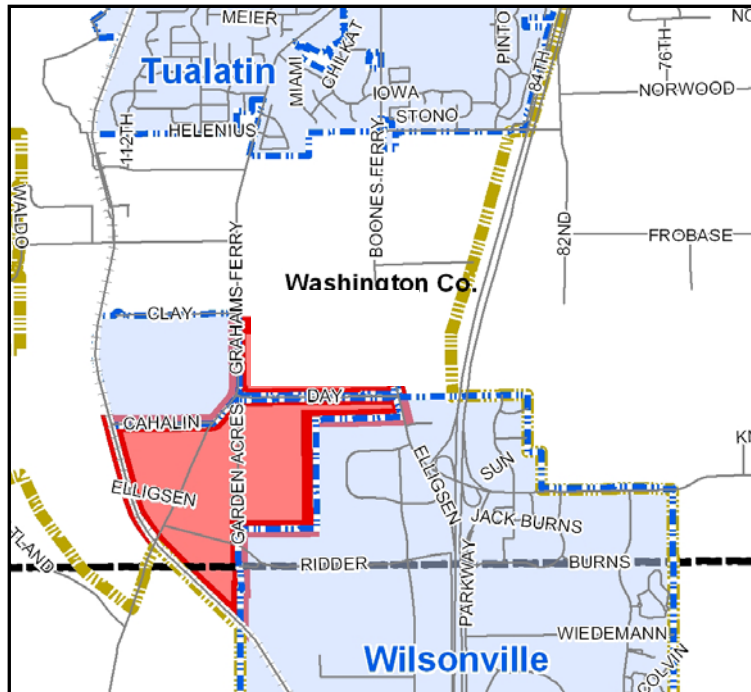 MEIER
NO
Tualatin
MIAMI
CHILKAT
PINTO
84TH
76TH
IOWA
NORWOOD
STONO
HELENIUS
112TH
BOONES-FERRY
WALDO
82ND
FROBASE
GRAHAMS-FERRY
Washington Co.
CLAY
DAY
CAHALIN
GARDEN ACRES
ELLIGSEN
ELLIGSEN
SUN
KN
JACK BURNS
TLAND
RIDDER
PARKWAY
BURNS
WIEDEMANN
Wilsonville
COLVIN